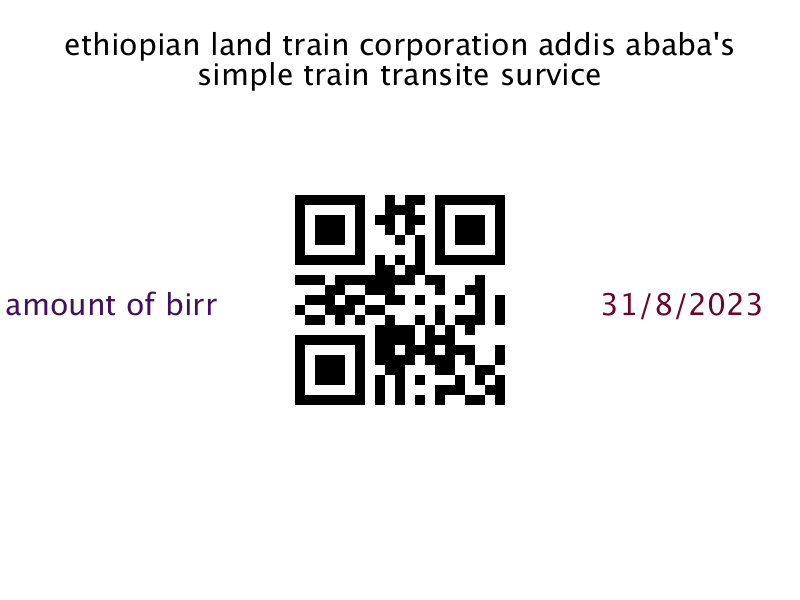 ethiopian land train corporation addis ababa's
simple train transite survice
amount of birr
31/8/2023